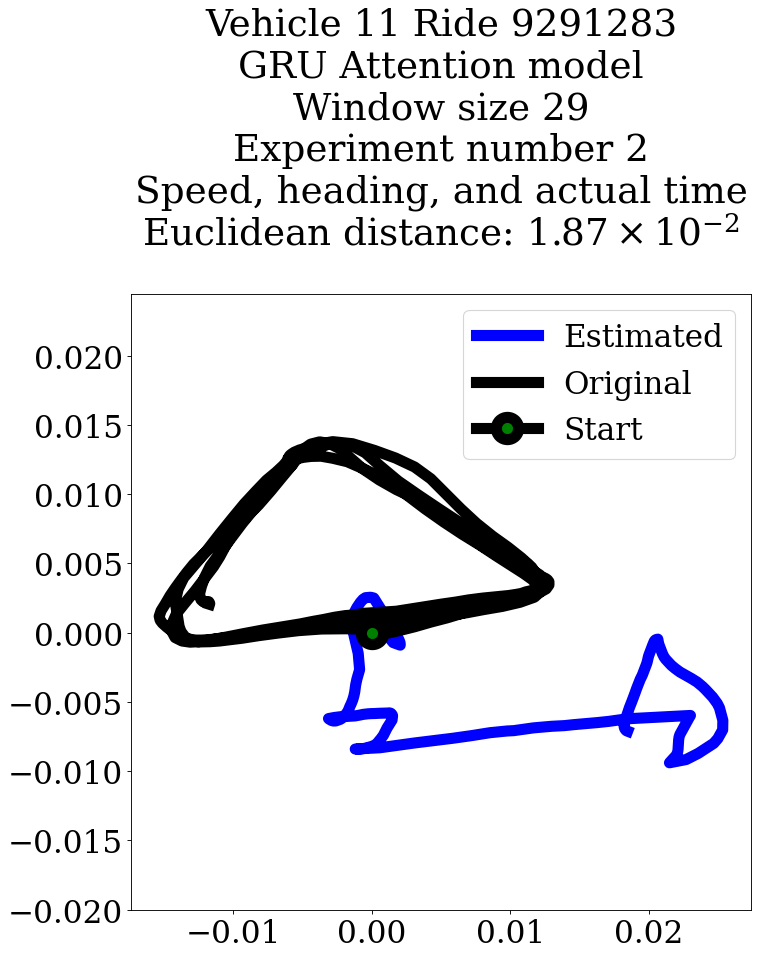 Vehicle 11 Ride 9291283
GRU Attention model
Window size 29
Experiment number 2
Speed, heading, and actual time
Euclidean distance: 1.87 × 10⁻²
Estimated
Original
Start
0.020
0.015
0.010
0.005
0.000
−0.005
−0.010
−0.015
−0.020
−0.01 0.00 0.01 0.02